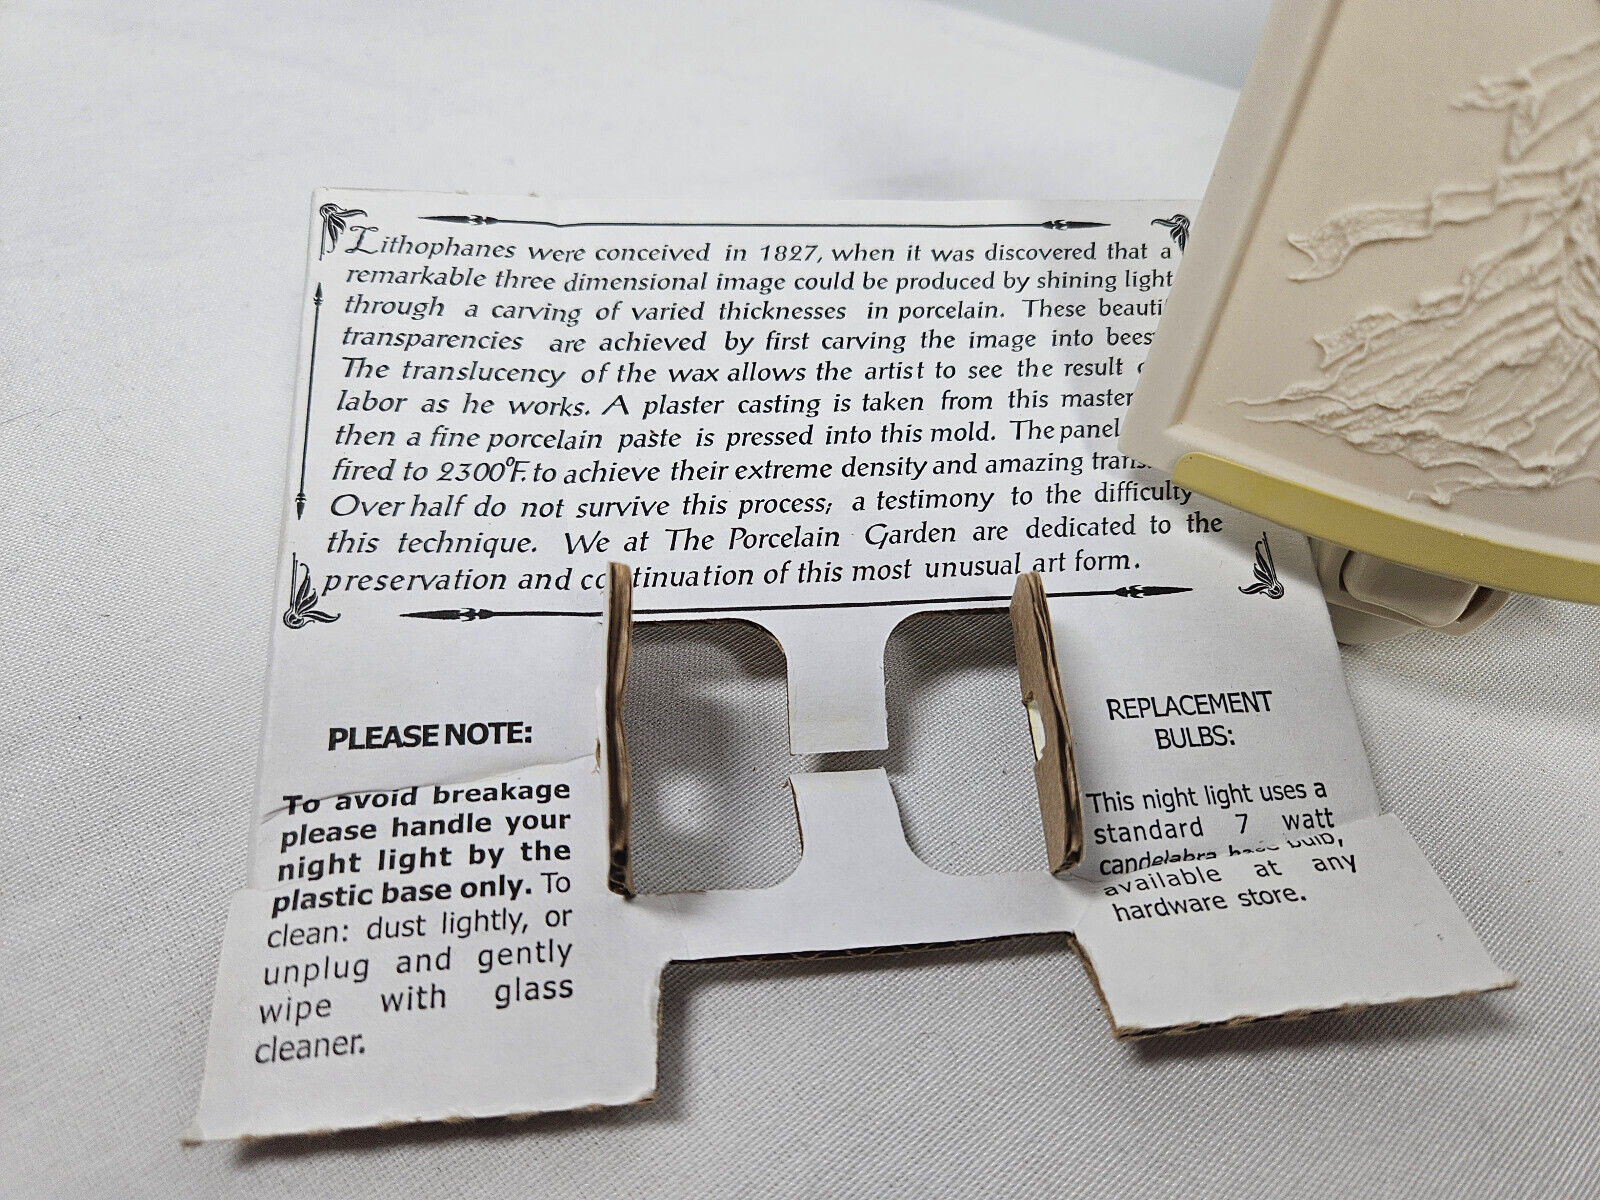 Lithophanes were conceived in 1827, when it was discovered that a
remarkable three dimensional image could be produced by shining light
through a carving of varied thicknesses in porcelain. These
transparencies are achieved by first carving the image into
The translucency of the wax allows the artist to see the result
labor as he works. A plaster casting is taken from this master
then a fine porcelain paste is pressed into this mold. The panel
fired to 2300°F. to achieve their extreme density and amazing
Over half do not survive this process; a testimony to the difficulty
this technique. We at The Porcelain Garden are dedicated to the
preservation and continuation of this most unusual art form.
PLEASE NOTE:
To avoid breakage
please handle your
night light by the
plastic base only. To
clean: dust lightly, or
unplug and gently
wipe with glass
cleaner.
REPLACEMENT
BULBS:
This night light uses a
standard 7 watt
candelabra base bulb,
available at any
hardware store.